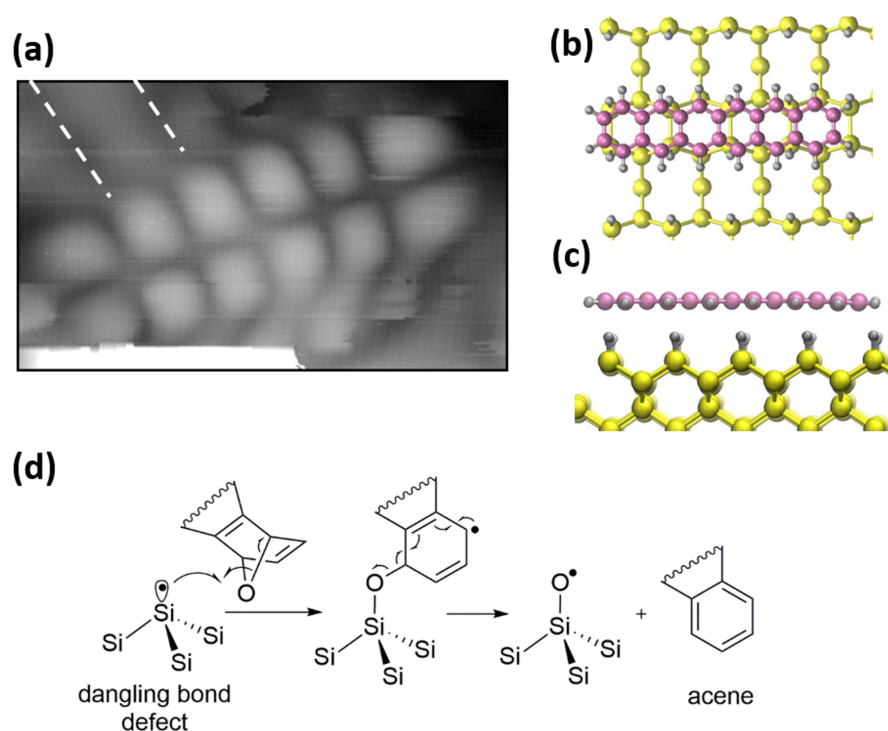 (a)
(b)
(c)
(d)
O
Si
Si
Si
Si
dangling bond
defect
O
Si
Si
Si
Si
O
Si
Si
Si
Si
+
acene